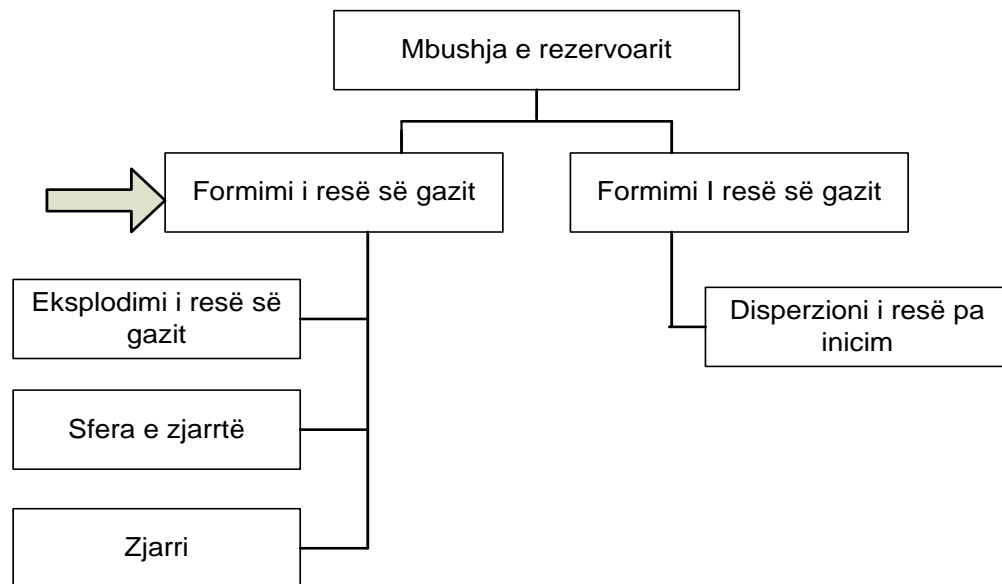 Mbushja e rezervoarit
Formimi i resë së gazit
Formimi I resë së gazit
Eksplodimi i resë së
gazit
Disperzioni i resë pa
inicim
Sfera e zjarrtë
Zjarri